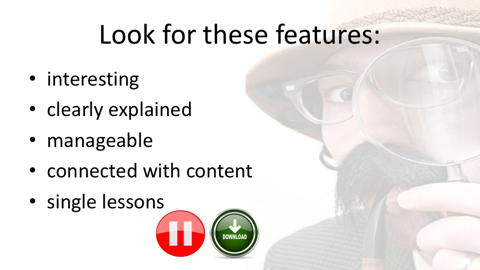 Look for these features:
• interesting
• clearly explained
• manageable
• connected with content
• single lessons
DOWNLOAD